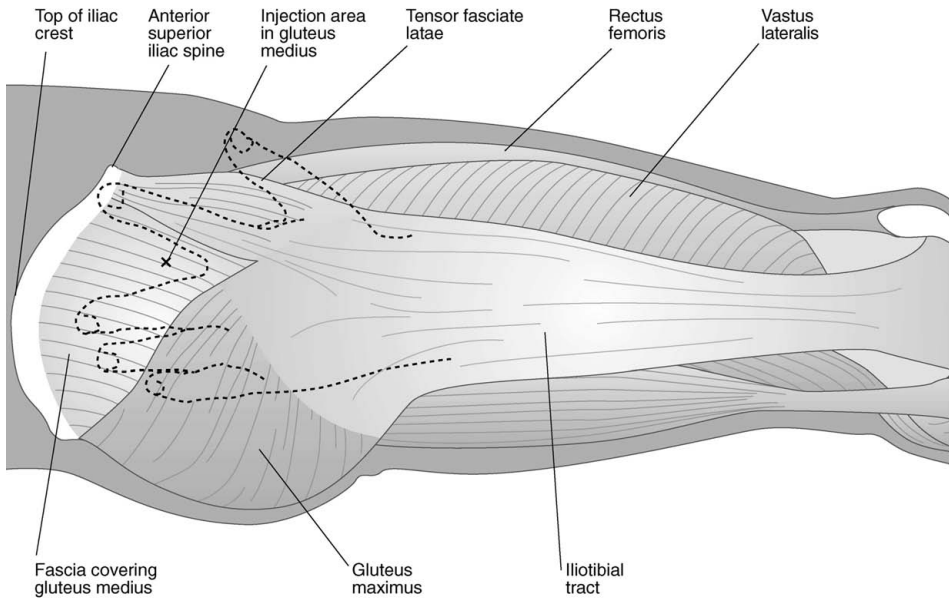 Top of iliac
crest
Anterior
superior
iliac spine
Injection area
in gluteus
medius
Tensor fasciate
latae
Rectus
femoris
Vastus
lateralis
Fascia covering
gluteus medius
Gluteus
maximus
Iliotibial
tract